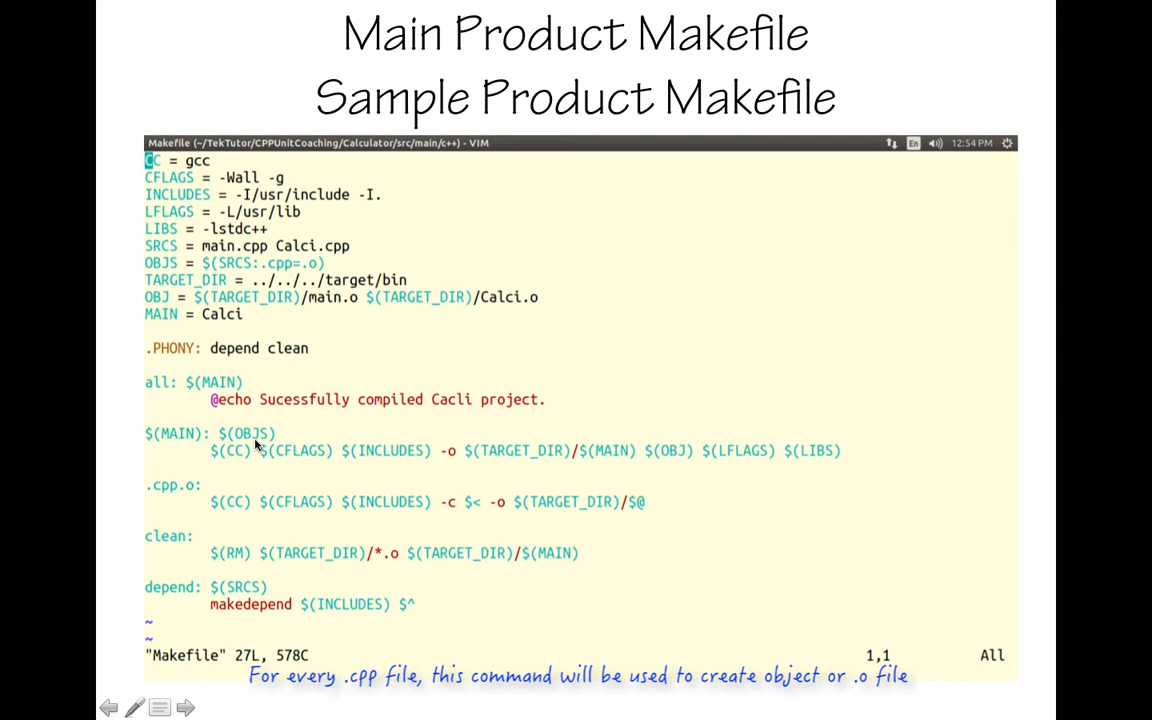 Main Product Makefile
Sample Product Makefile
Makefile (~/TekTutor/CPPUnitCoaching/Calculator/src/main/c++) - VIM En 12:54 PM
CC = gcc
CFLAGS = -Wall -g
INCLUDES = -I/usr/include -I.
LFLAGS = -L/usr/lib
LIBS = -lstdc++
SRCS = main.cpp Calci.cpp
OBJS = $(SRCS:.cpp=.o)
TARGET_DIR = ../../../target/bin
OBJ = $(TARGET_DIR)/main.o $(TARGET_DIR)/Calci.o
MAIN = Calci
.PHONY: depend clean
all: $(MAIN)
@echo Sucessfully compiled Cacli project.
$(MAIN): $(OBJS)
$(CC) $(CFLAGS) $(INCLUDES) -o $(TARGET_DIR)/$(MAIN) $(OBJ) $(LFLAGS) $(LIBS)
.cpp.o:
$(CC) $(CFLAGS) $(INCLUDES) -c $< -o $(TARGET_DIR)/$@
clean:
$(RM) $(TARGET_DIR)/*.o $(TARGET_DIR)/$(MAIN)
depend: $(SRCS)
makedepend $(INCLUDES) $^
~
~
"Makefile" 27L, 578C 1,1 All
For every .cpp file, this command will be used to create object or .o file